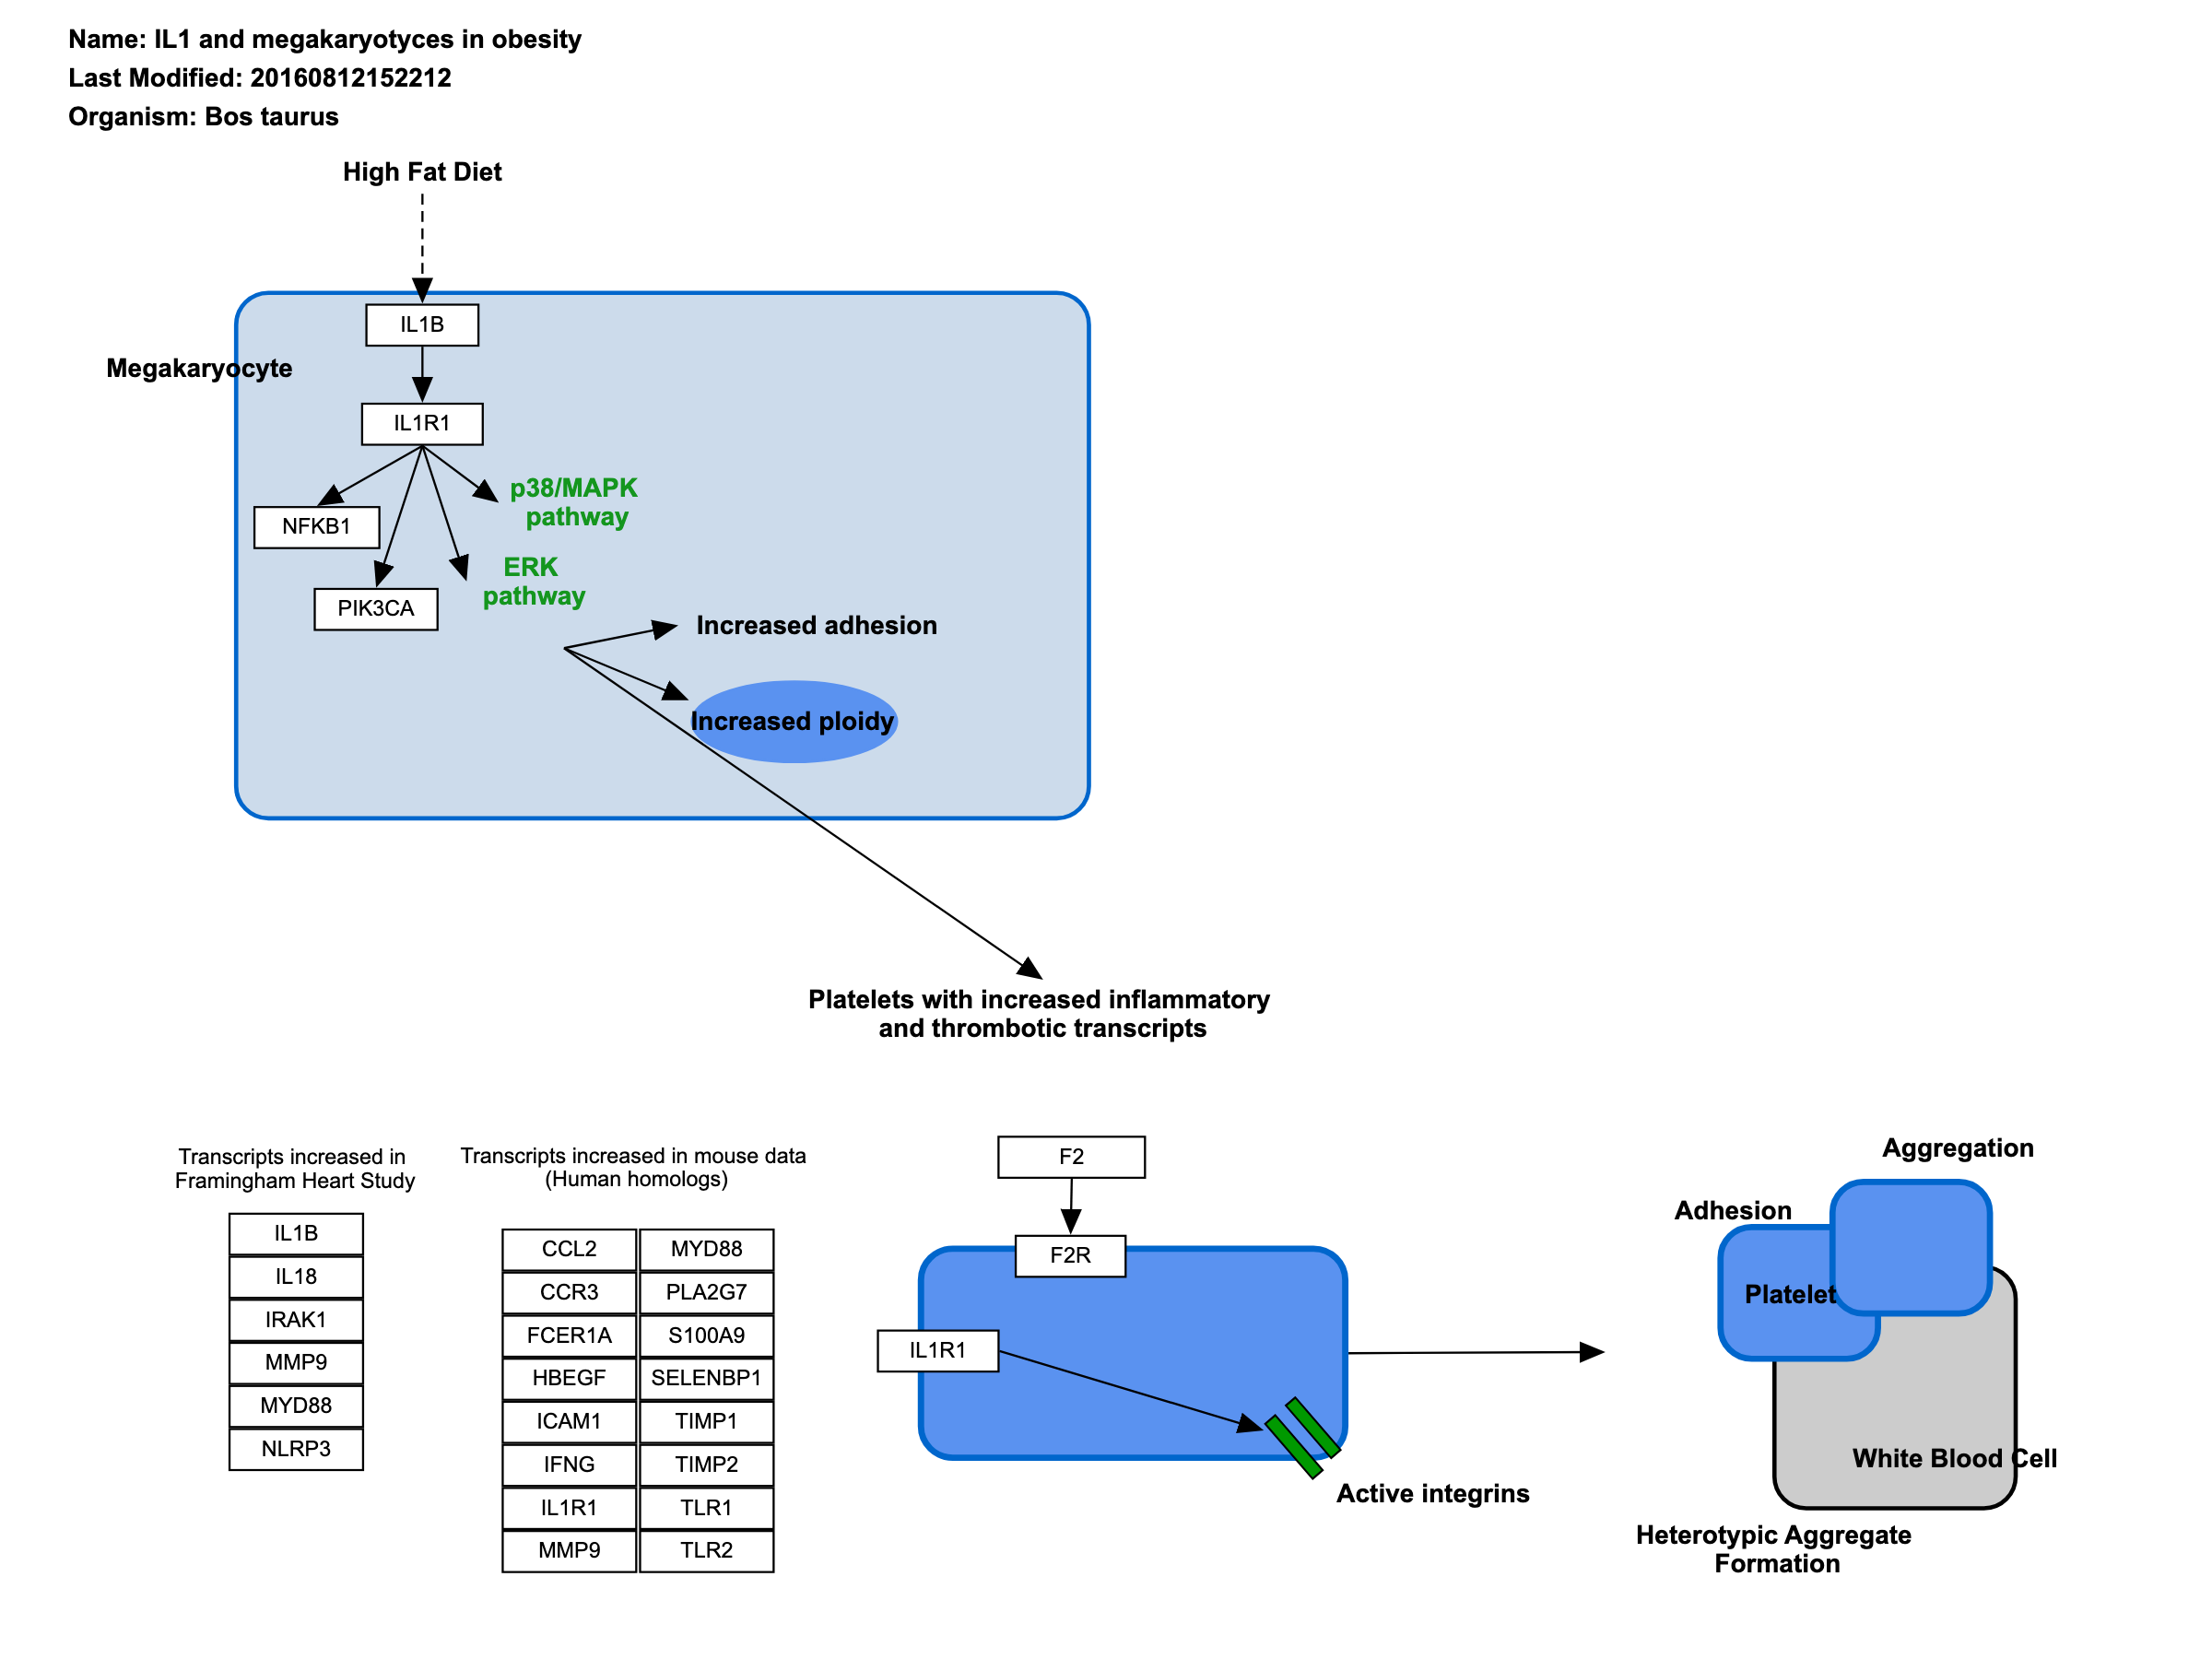 Name: IL1 and megakaryotyces in obesity
Last Modified: 20160812152212
Organism: Bos taurus
High Fat Diet
IL1B
Megakaryocyte
IL1R1
p38/MAPK
pathway
NFKB1
ERK
pathway
PIK3CA
Increased adhesion
Increased ploidy
Platelets with increased inflammatory
and thrombotic transcripts
Transcripts increased in
Framingham Heart Study
IL1B
IL18
IRAK1
MMP9
MYD88
NLRP3
Transcripts increased in mouse data
(Human homologs)
CCL2
CCR3
FCER1A
HBEGF
ICAM1
IFNG
IL1R1
MMP9
MYD88
PLA2G7
S100A9
SELENBP1
TIMP1
TIMP2
TLR1
TLR2
F2
F2R
IL1R1
Active integrins
Aggregation
Adhesion
Platelet
White Blood Cell
Heterotypic Aggregate
Formation